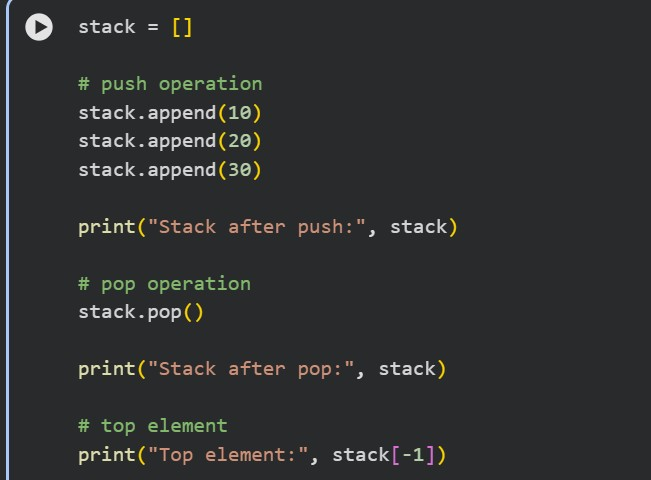 stack = []
# push operation
stack.append(10)
stack.append(20)
stack.append(30)
print("Stack after push:", stack)
# pop operation
stack.pop()
print("Stack after pop:", stack)
# top element
print("Top element:", stack[-1])